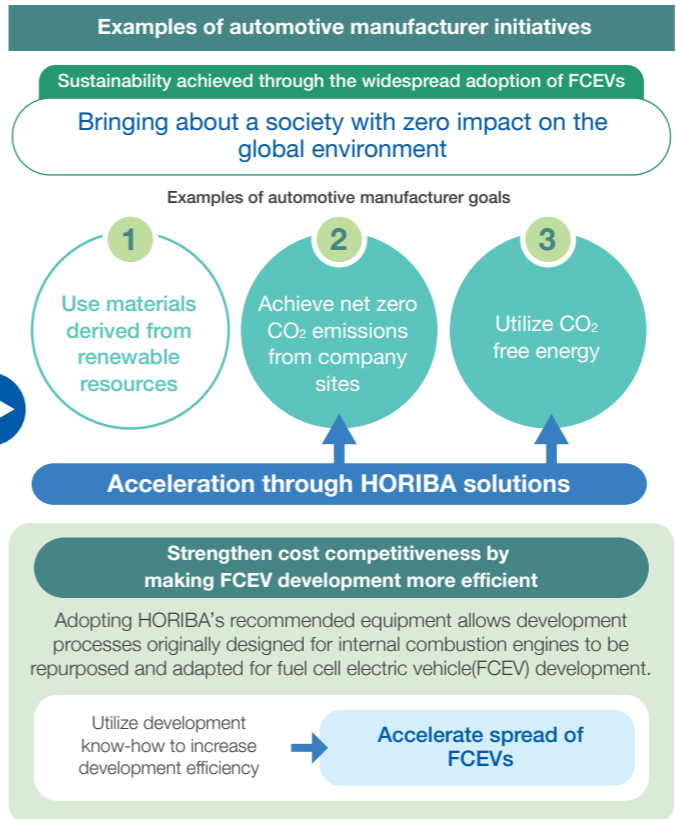 Examples of automotive manufacturer initiatives
Sustainability achieved through the widespread adoption of FCEVs
Bringing about a society with zero impact on the
global environment
Examples of automotive manufacturer goals
1
Use materials
derived from
renewable
resources
2
Achieve net zero
CO₂ emissions
from company
sites
3
Utilize CO₂
free energy
Acceleration through HORIBA solutions
Strengthen cost competitiveness by
making FCEV development more efficient
Adopting HORIBA's recommended equipment allows development
processes originally designed for internal combustion engines to be
repurposed and adapted for fuel cell electric vehicle(FCEV) development.
Utilize development
know-how to increase
development efficiency
Accelerate spread of
FCEVs